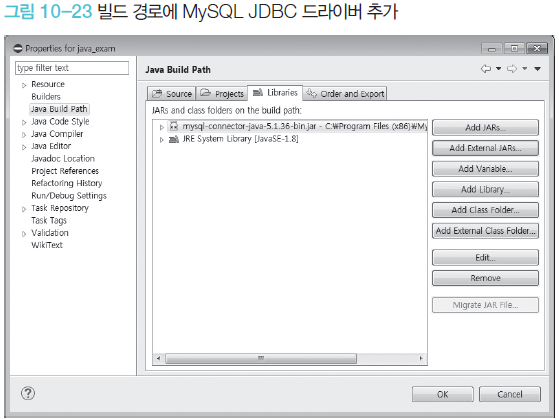 그림 10-23 빌드 경로에 MySQL JDBC 드라이버 추가
Properties for java_exam
type filter text
Resource
Builders
Java Build Path
Java Code Style
Java Compiler
Java Editor
Javadoc Location
Project References
Refactoring History
Run/Debug Settings
Task Repository
Task Tags
Validation
WikiText
Java Build Path
Source Projects Libraries Order and Export
JARs and class folders on the build path:
mysql-connector-java-5.1.36-bin.jar - C:₩Program Files (x86)₩My
JRE System Library [JavaSE-1.8]
Add JARs...
Add External JARs...
Add Variable...
Add Library...
Add Class Folder...
Add External Class Folder...
Edit...
Remove
Migrate JAR File...
OK Cancel